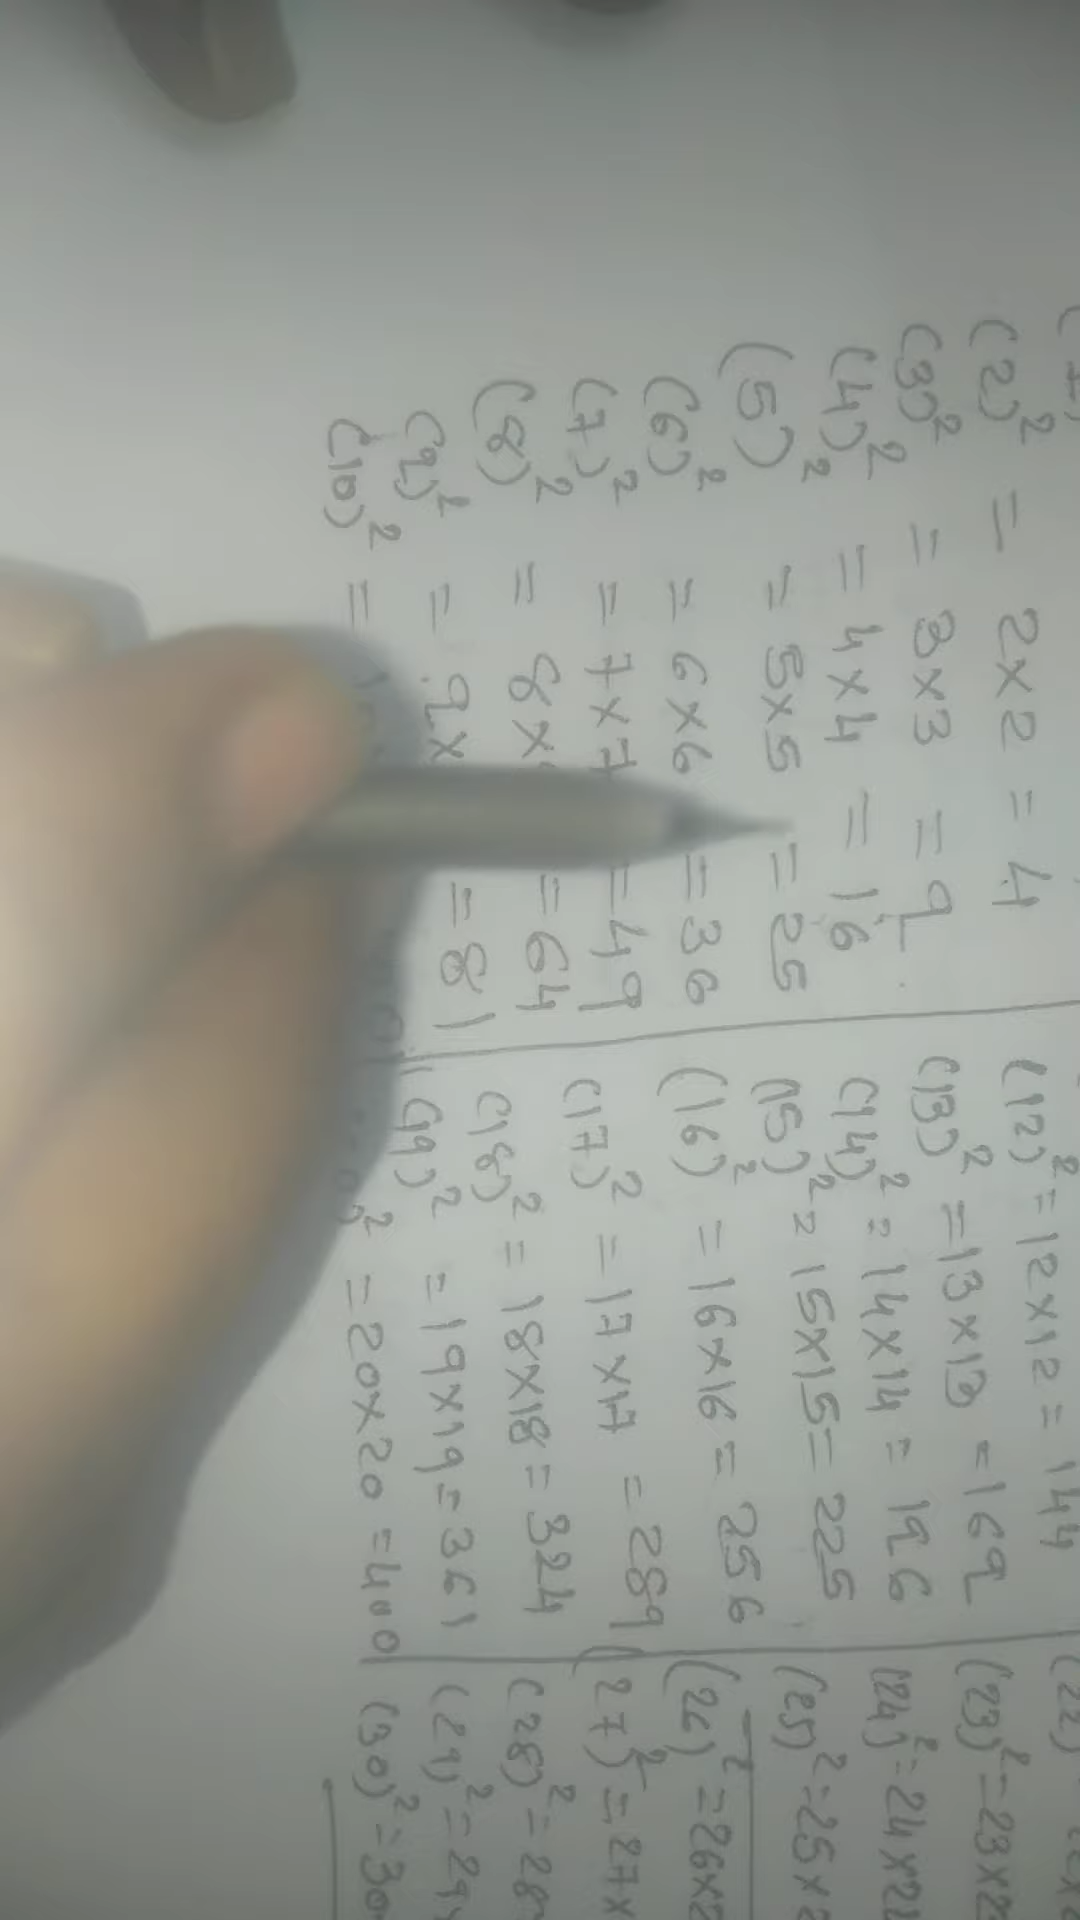 (2)² = 2×2 = 4
(3)² = 3×3 = 9
(4)² = 4×4 = 16
(5)² = 5×5 = 25
(6)² = 6×6 = 36
(7)² = 7×7 = 49
(8)² = 8× = 64
(9)² = 9× = 81
(10)² =
(12)² = 12×12 = 144
(13)² = 13×13 = 169
(14)² = 14×14 = 196
(15)² = 15×15 = 225
(16)² = 16×16 = 256
(17)² = 17×17 = 289
(18)² = 18×18 = 324
(19)² = 19×19 = 361
² = 20×20 = 400
(22)
(23)² = 23×2
(24)² = 24×2
(25)² = 25×2
(26)² = 26×2
(27)² = 27×
(28)² = 28
(29)² = 29
(30)² = 30